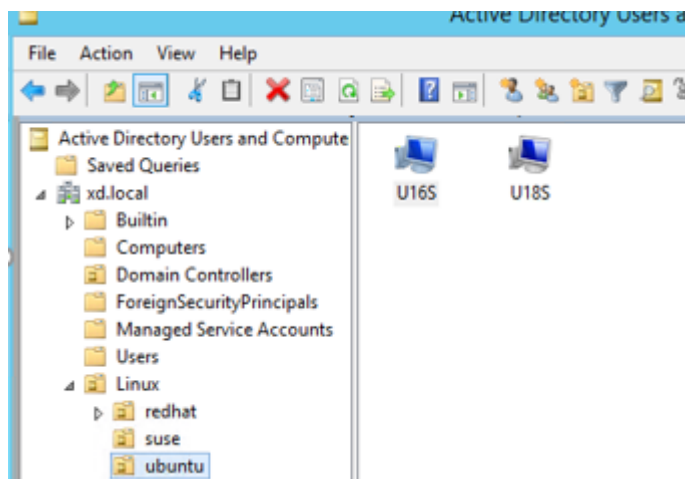 Active Directory Users a
File Action View Help
Active Directory Users and Compute
Saved Queries
xd.local
Builtin
Computers
Domain Controllers
ForeignSecurityPrincipals
Managed Service Accounts
Users
Linux
redhat
suse
ubuntu
U16S U18S